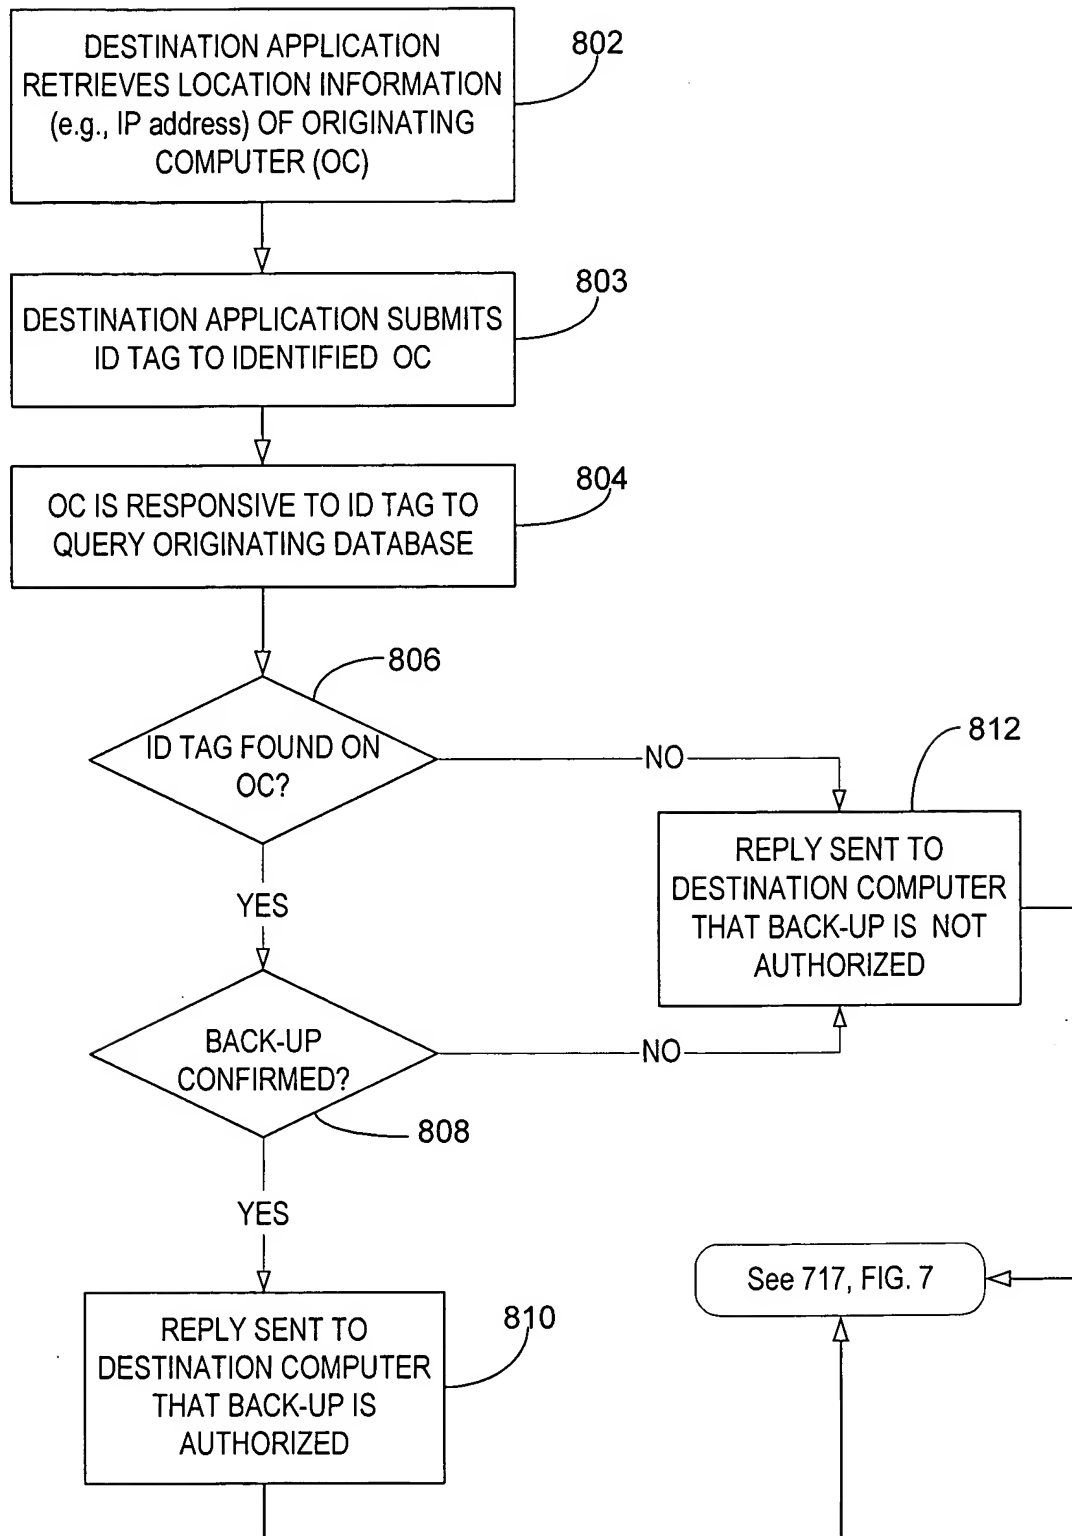 DESTINATION APPLICATION
RETRIEVES LOCATION INFORMATION
(e.g., IP address) OF ORIGINATING
COMPUTER (OC)
802
DESTINATION APPLICATION SUBMITS
ID TAG TO IDENTIFIED OC
803
OC IS RESPONSIVE TO ID TAG TO
QUERY ORIGINATING DATABASE
804
806
ID TAG FOUND ON
OC?
NO
812
REPLY SENT TO
DESTINATION COMPUTER
THAT BACK-UP IS NOT
AUTHORIZED
YES
BACK-UP
CONFIRMED?
NO
808
YES
See 717, FIG. 7
REPLY SENT TO
DESTINATION COMPUTER
THAT BACK-UP IS
AUTHORIZED
810